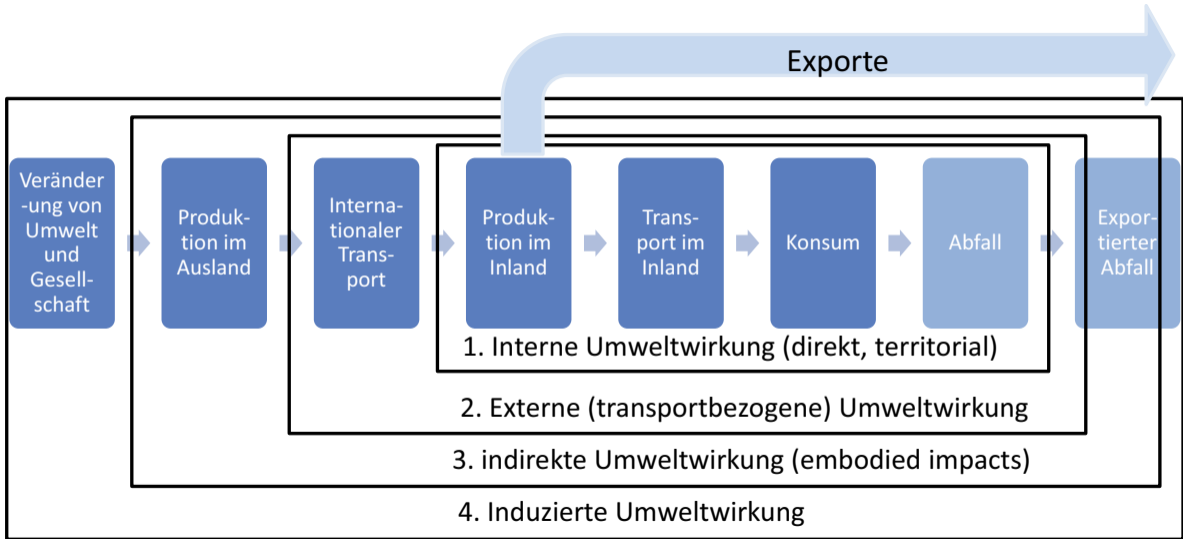 Exporte
Veränder
-ung von
Umwelt
und
Gesell-
schaft
Produk-
tion im
Ausland
Interna-
tionaler
Trans-
port
Produk-
tion im
Inland
Trans-
port im
Inland
Konsum
Abfall
Expor-
tierter
Abfall
1. Interne Umweltwirkung (direkt, territorial)
2. Externe (transportbezogene) Umweltwirkung
3. indirekte Umweltwirkung (embodied impacts)
4. Induzierte Umweltwirkung